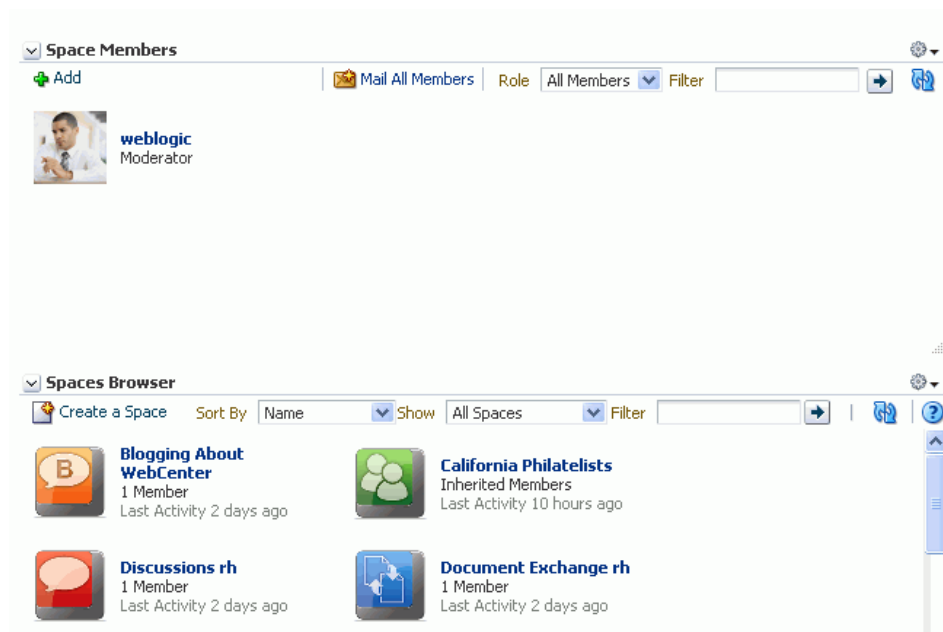 Space Members
Add Mail All Members Role All Members Filter
weblogic
Moderator
Spaces Browser
Create a Space Sort By Name Show All Spaces Filter
B
Blogging About
WebCenter
1 Member
Last Activity 2 days ago
California Philatelists
Inherited Members
Last Activity 10 hours ago
Discussions rh
1 Member
Last Activity 2 days ago
Document Exchange rh
1 Member
Last Activity 2 days ago